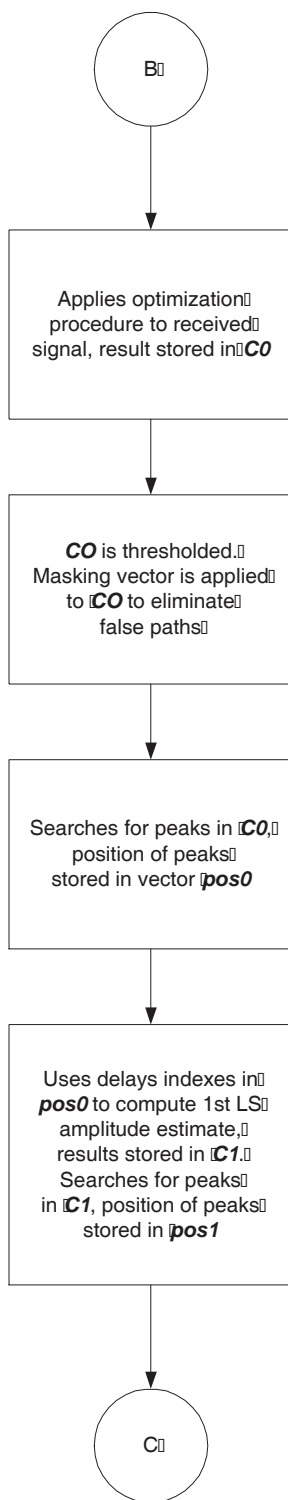 B
Applies optimization
procedure to received
signal, result stored in C0
CO is thresholded.
Masking vector is applied
to CO to eliminate
false paths
Searches for peaks in C0,
position of peaks
stored in vector pos0
Uses delays indexes in
pos0 to compute 1st LS
amplitude estimate,
results stored in C1.
Searches for peaks
in C1, position of peaks
stored in pos1
C